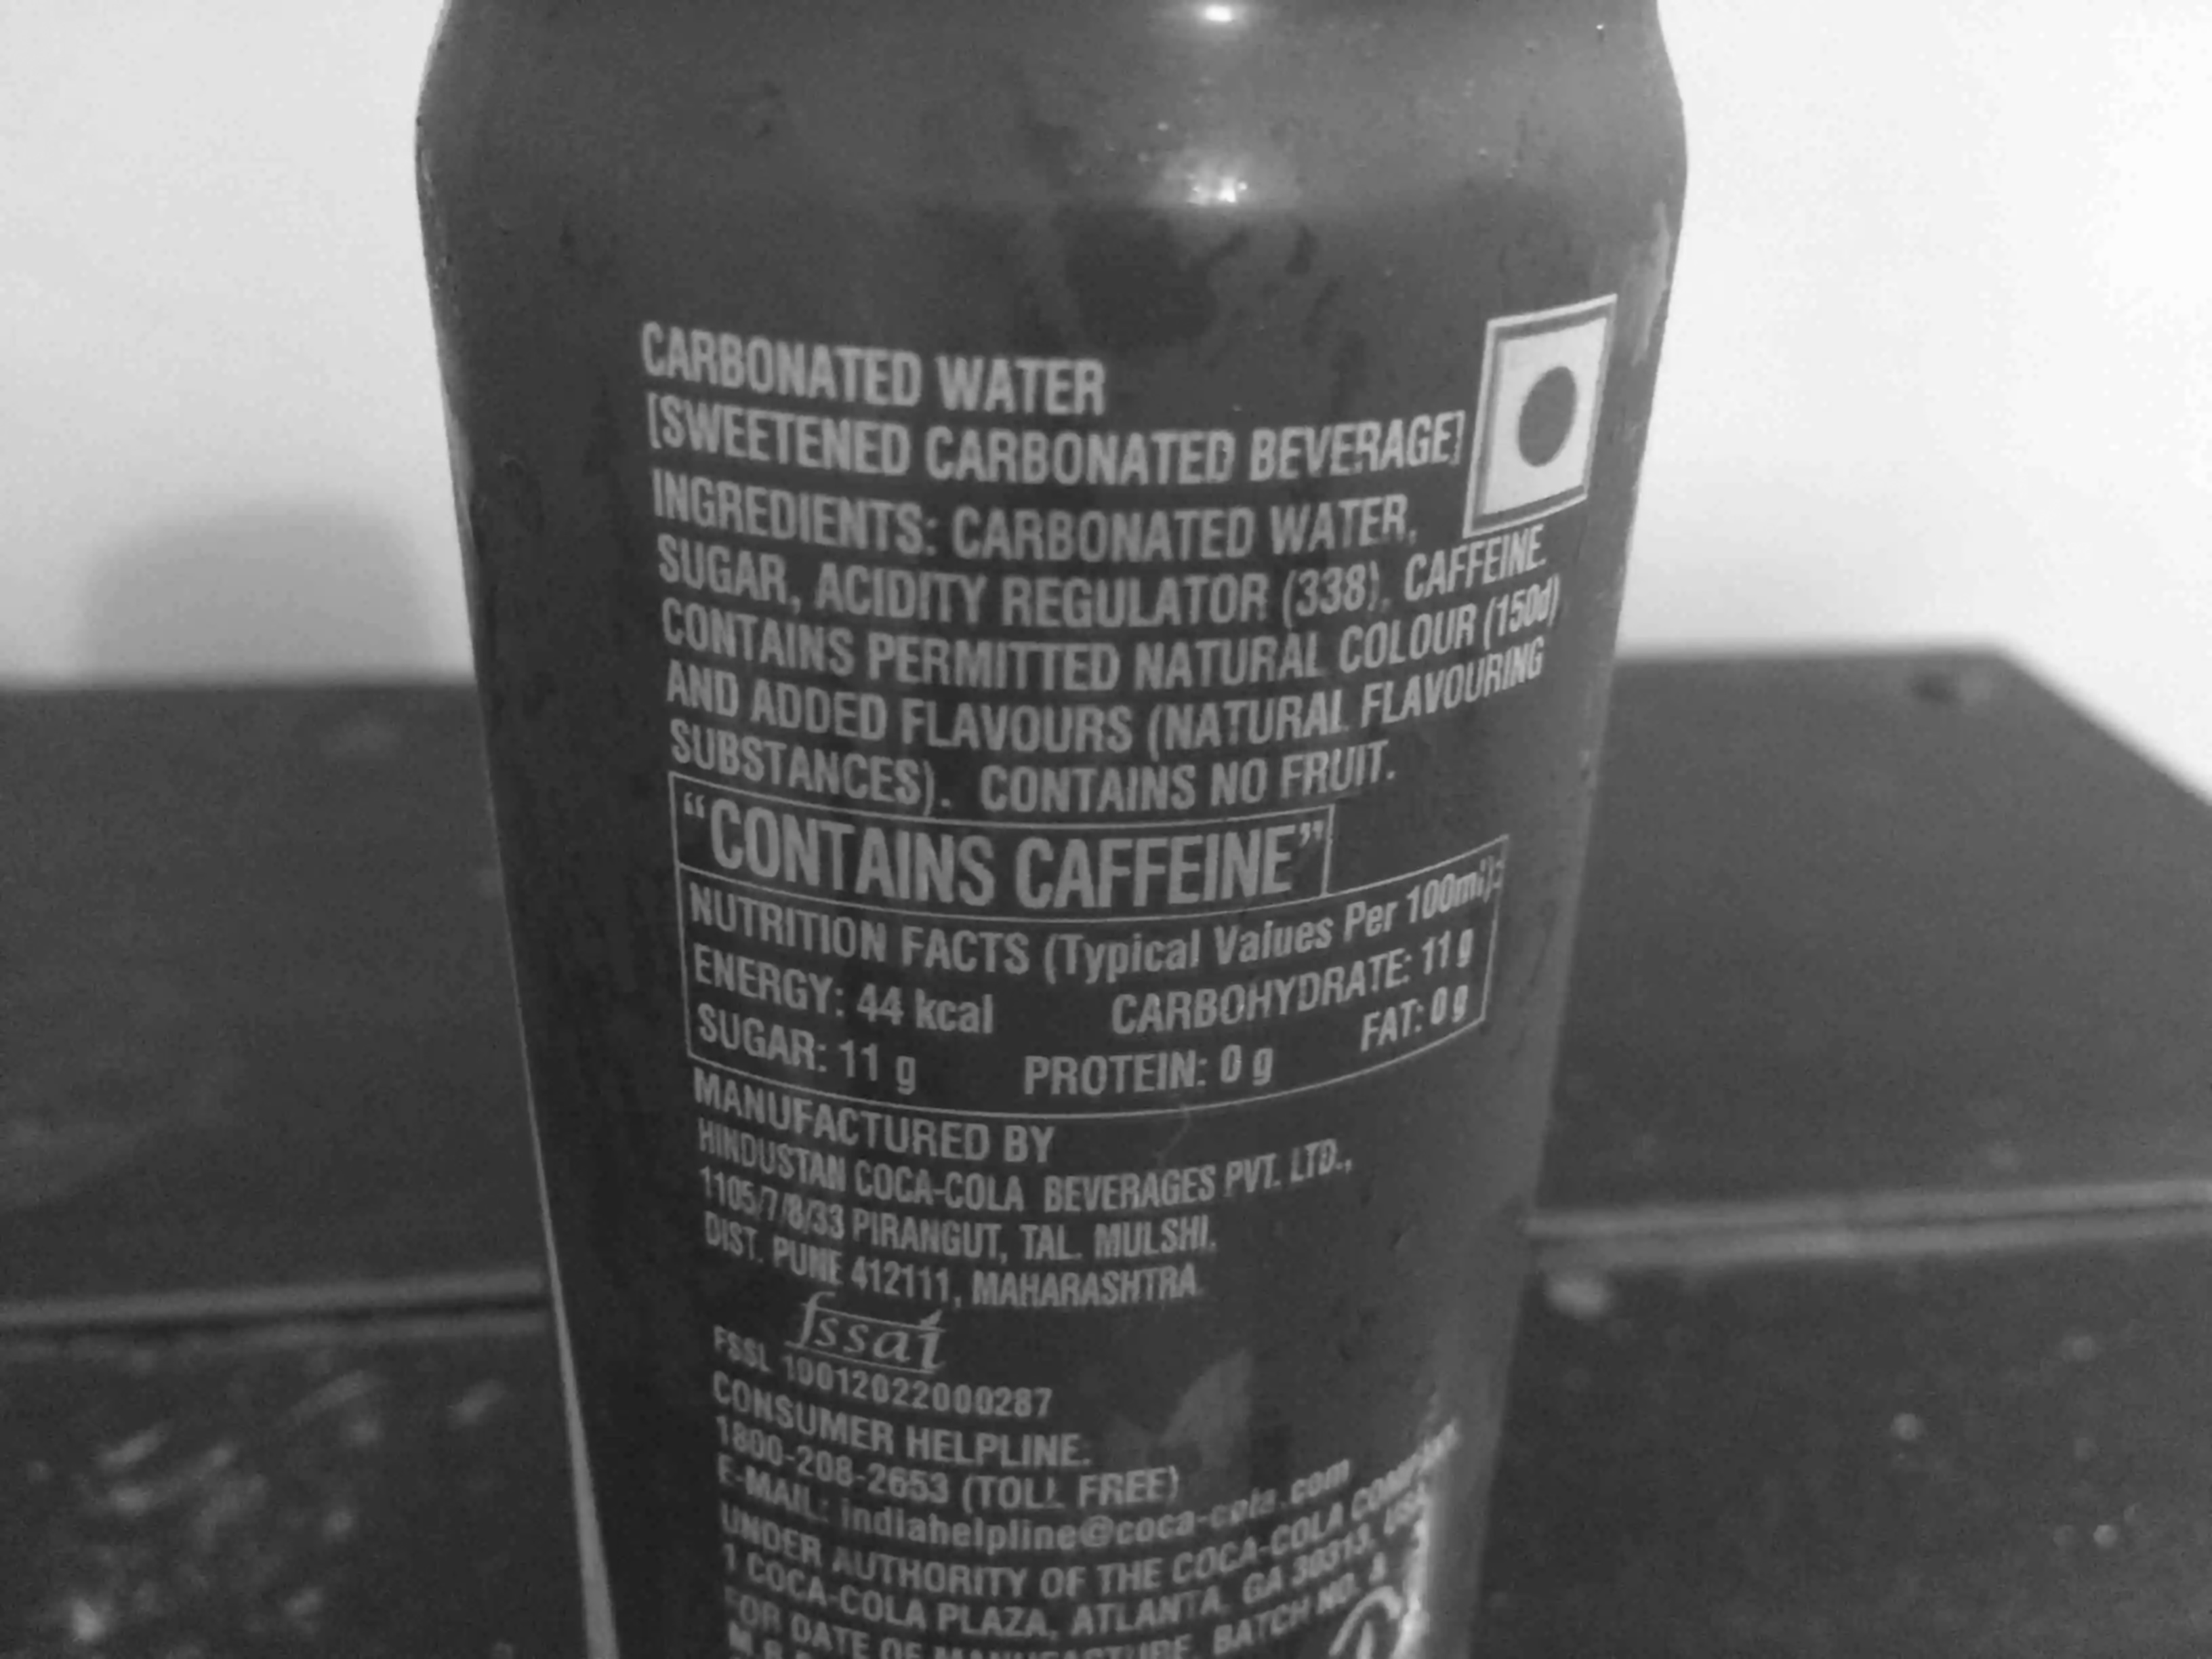 CARBONATED WATER
[SWEETENED CARBONATED BEVERAGE]
INGREDIENTS: CARBONATED WATER,
SUGAR, ACIDITY REGULATOR (338), CAFFEINE.
CONTAINS PERMITTED NATURAL COLOUR (150d)
AND ADDED FLAVOURS (NATURAL FLAVOURING
SUBSTANCES). CONTAINS NO FRUIT.
"CONTAINS CAFFEINE"
NUTRITION FACTS (Typical Values Per 100ml):
ENERGY: 44 kcal CARBOHYDRATE: 11 g
SUGAR: 11 g PROTEIN: 0 g FAT: 0 g
MANUFACTURED BY
HINDUSTAN COCA-COLA BEVERAGES PVT. LTD.,
1105/7/8/33 PIRANGUT, TAL. MULSHI,
DIST. PUNE 412111, MAHARASHTRA
fssai
FSSL 10012022000287
CONSUMER HELPLINE:
1800-208-2653 (TOLL FREE)
E-MAIL: indiahelpline@coca-cola.com
UNDER AUTHORITY OF THE COCA-COLA COMPANY
1 COCA-COLA PLAZA, ATLANTA, GA 30313, USA
FOR DATE OF MANUFACTURE, BATCH NO. &